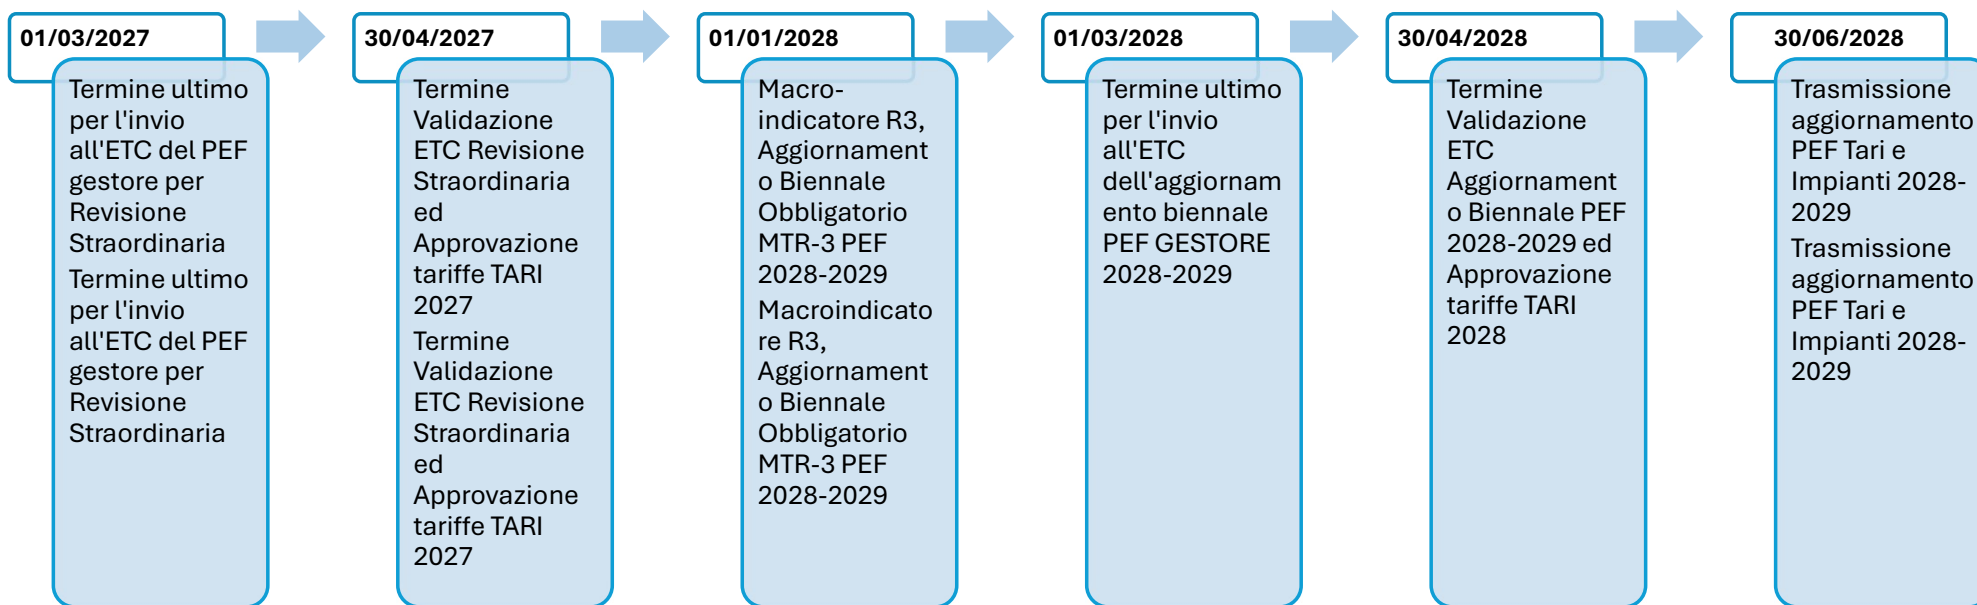 01/03/2027
Termine ultimo
per l'invio
all'ETC del PEF
gestore per
Revisione
Straordinaria
Termine ultimo
per l'invio
all'ETC del PEF
gestore per
Revisione
Straordinaria
30/04/2027
Termine
Validazione
ETC Revisione
Straordinaria
ed
Approvazione
tariffe TARI
2027
Termine
Validazione
ETC Revisione
Straordinaria
ed
Approvazione
tariffe TARI
2027
01/01/2028
Macro-
indicatore R3,
Aggiornament
o Biennale
Obbligatorio
MTR-3 PEF
2028-2029
Macroindicato
re R3,
Aggiornament
o Biennale
Obbligatorio
MTR-3 PEF
2028-2029
01/03/2028
Termine ultimo
per l'invio
all'ETC
dell'aggiornam
ento biennale
PEF GESTORE
2028-2029
30/04/2028
Termine
Validazione
ETC
Aggiornament
o Biennale PEF
2028-2029 ed
Approvazione
tariffe TARI
2028
30/06/2028
Trasmissione
aggiornamento
PEF Tari e
Impianti 2028-
2029
Trasmissione
aggiornamento
PEF Tari e
Impianti 2028-
2029